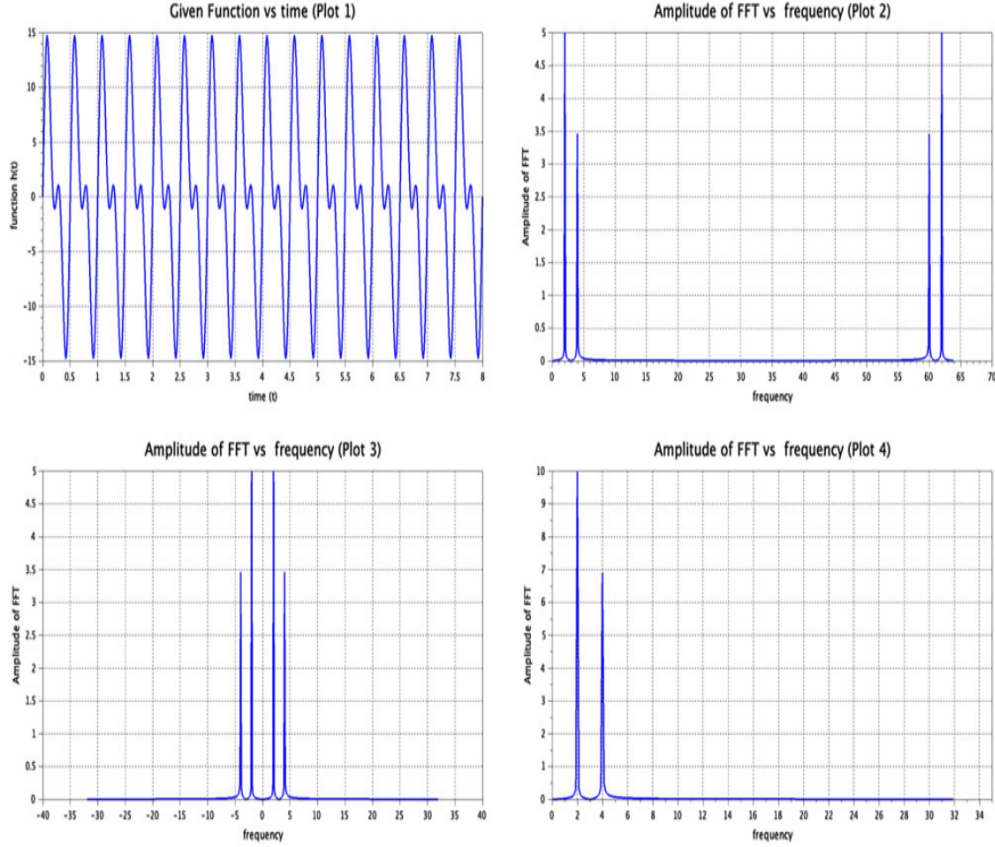 Given Function vs time (Plot 1)
15
10
5
0
-5
-10
-15
function h(t)
0 0.5 1 1.5 2 2.5 3 3.5 4 4.5 5 5.5 6 6.5 7 7.5 8
time (t)
Amplitude of FFT vs frequency (Plot 2)
5
4.5
4
3.5
3
2.5
2
1.5
1
0.5
0
Amplitude of FFT
0 5 10 15 20 25 30 35 40 45 50 55 60 65 70
frequency
Amplitude of FFT vs frequency (Plot 3)
5
4.5
4
3.5
3
2.5
2
1.5
1
0.5
0
Amplitude of FFT
-40 -35 -30 -25 -20 -15 -10 -5 0 5 10 15 20 25 30 35 40
frequency
Amplitude of FFT vs frequency (Plot 4)
10
9
8
7
6
5
4
3
2
1
0
Amplitude of FFT
0 2 4 6 8 10 12 14 16 18 20 22 24 26 28 30 32 34
frequency